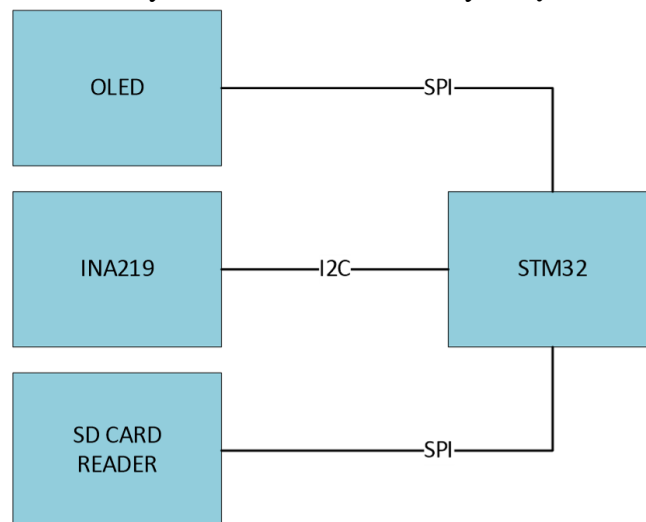 OLED
SPI
INA219
I2C
STM32
SD CARD
READER
SPI